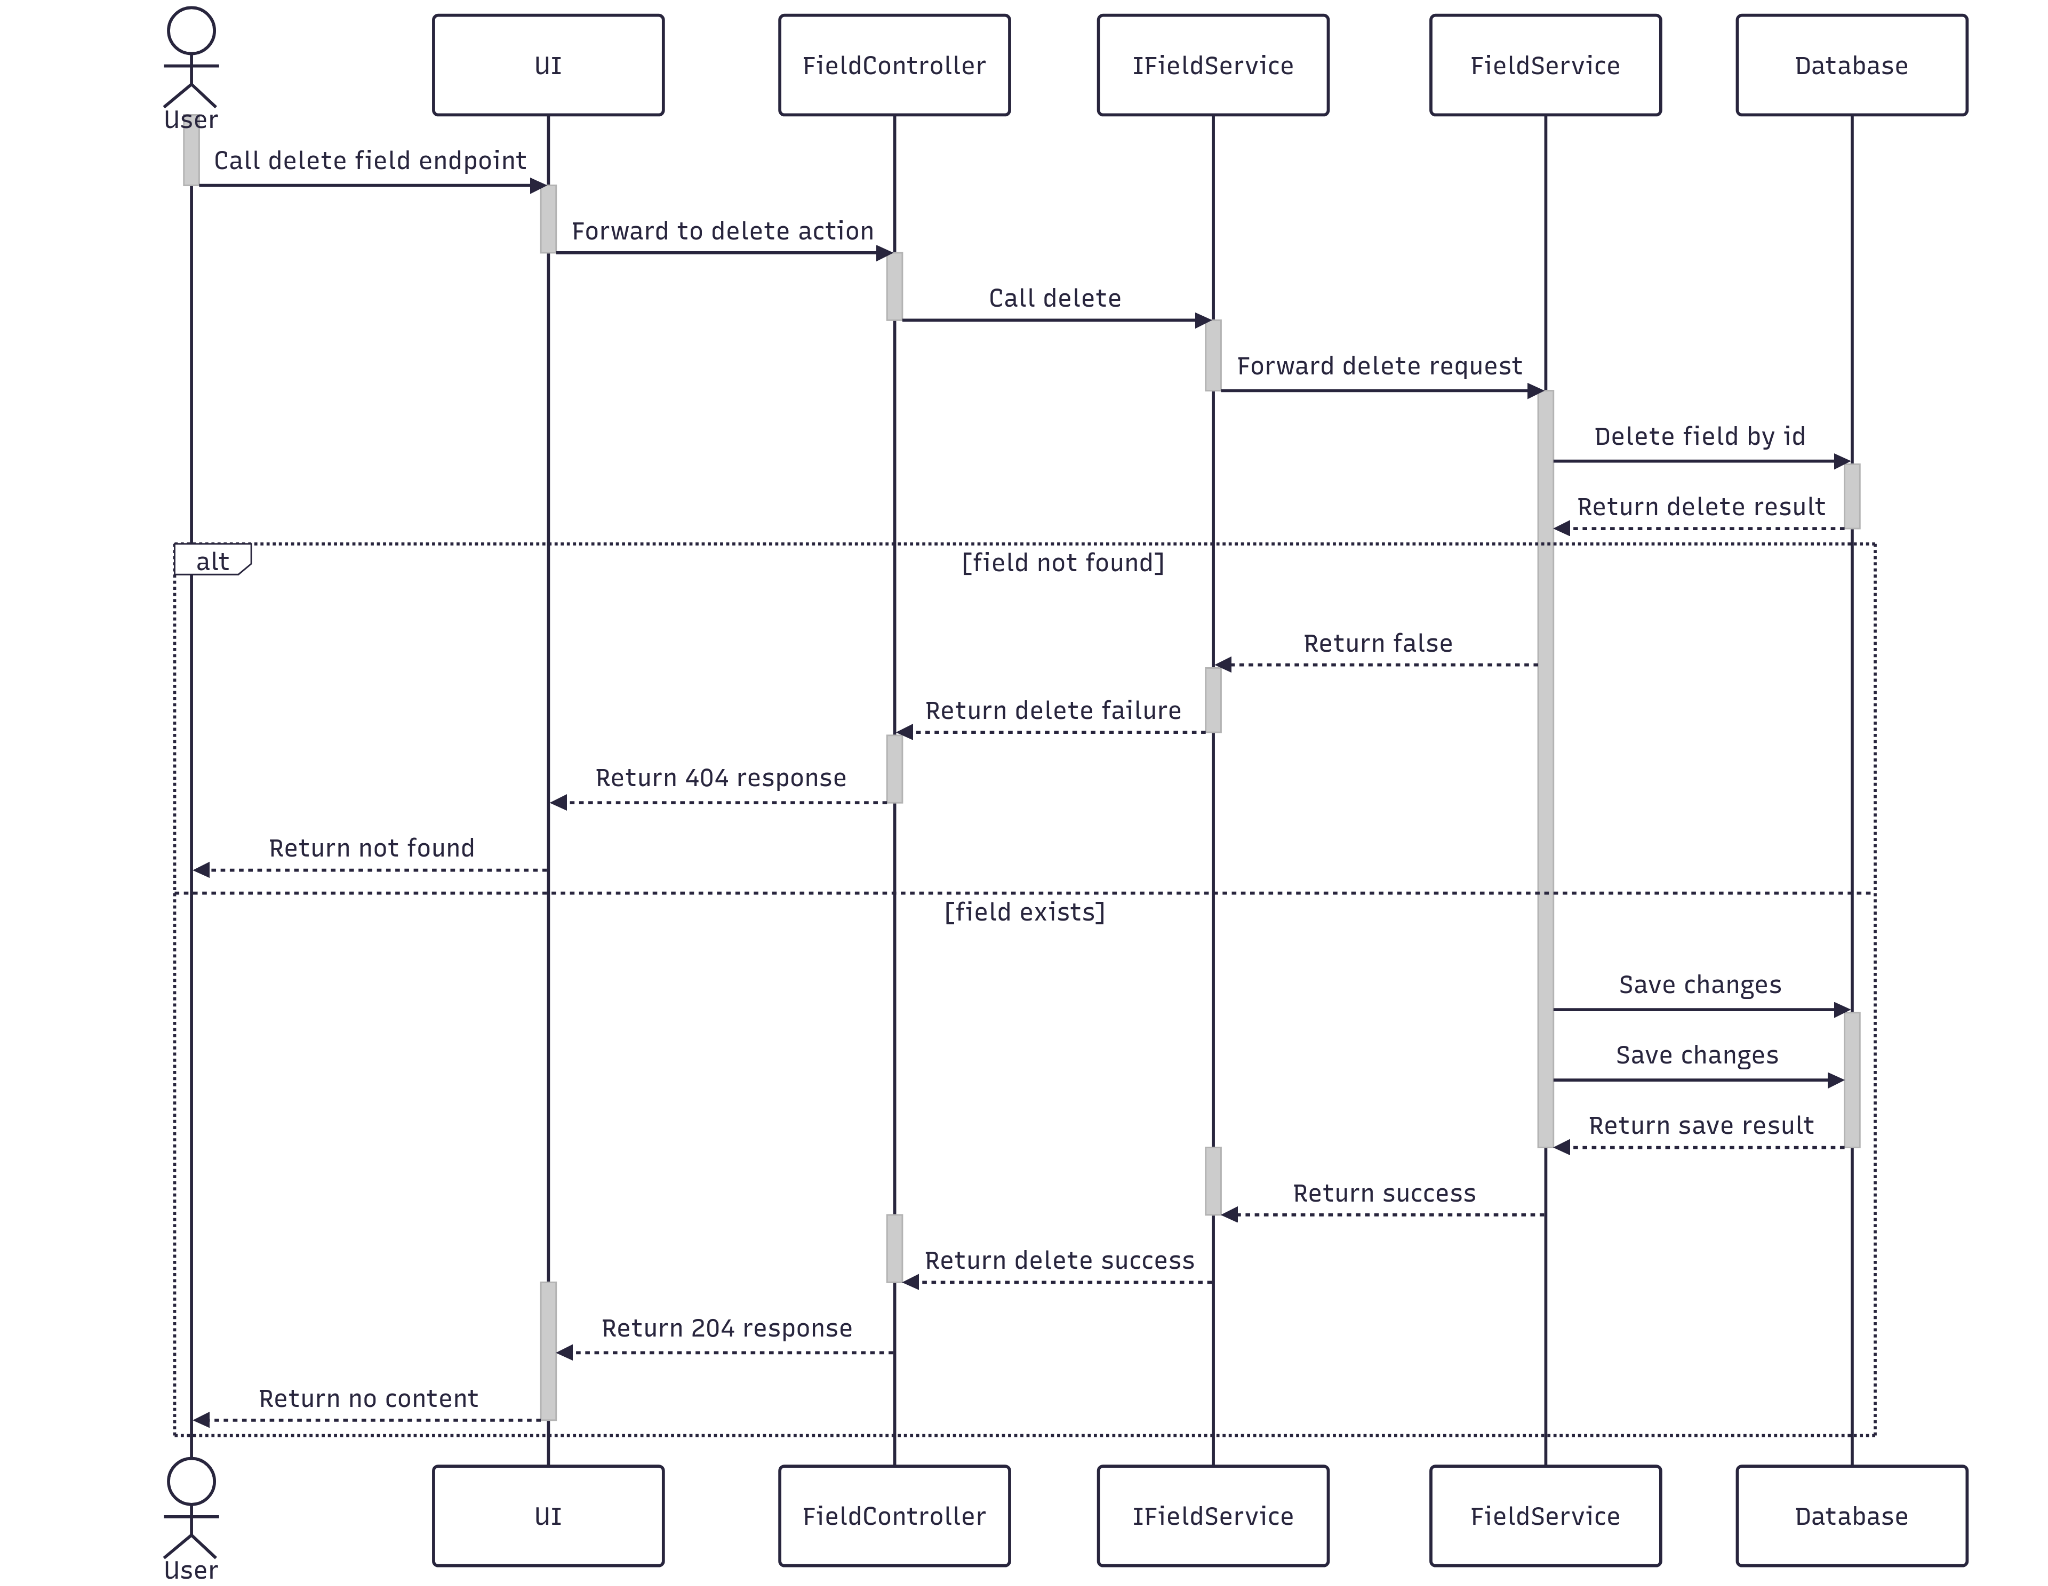 User
UI
FieldController
IFieldService
FieldService
Database
Call delete field endpoint
Forward to delete action
Call delete
Forward delete request
Delete field by id
Return delete result
alt
[field not found]
Return false
Return delete failure
Return 404 response
Return not found
[field exists]
Save changes
Save changes
Return save result
Return success
Return delete success
Return 204 response
Return no content
User
UI
FieldController
IFieldService
FieldService
Database